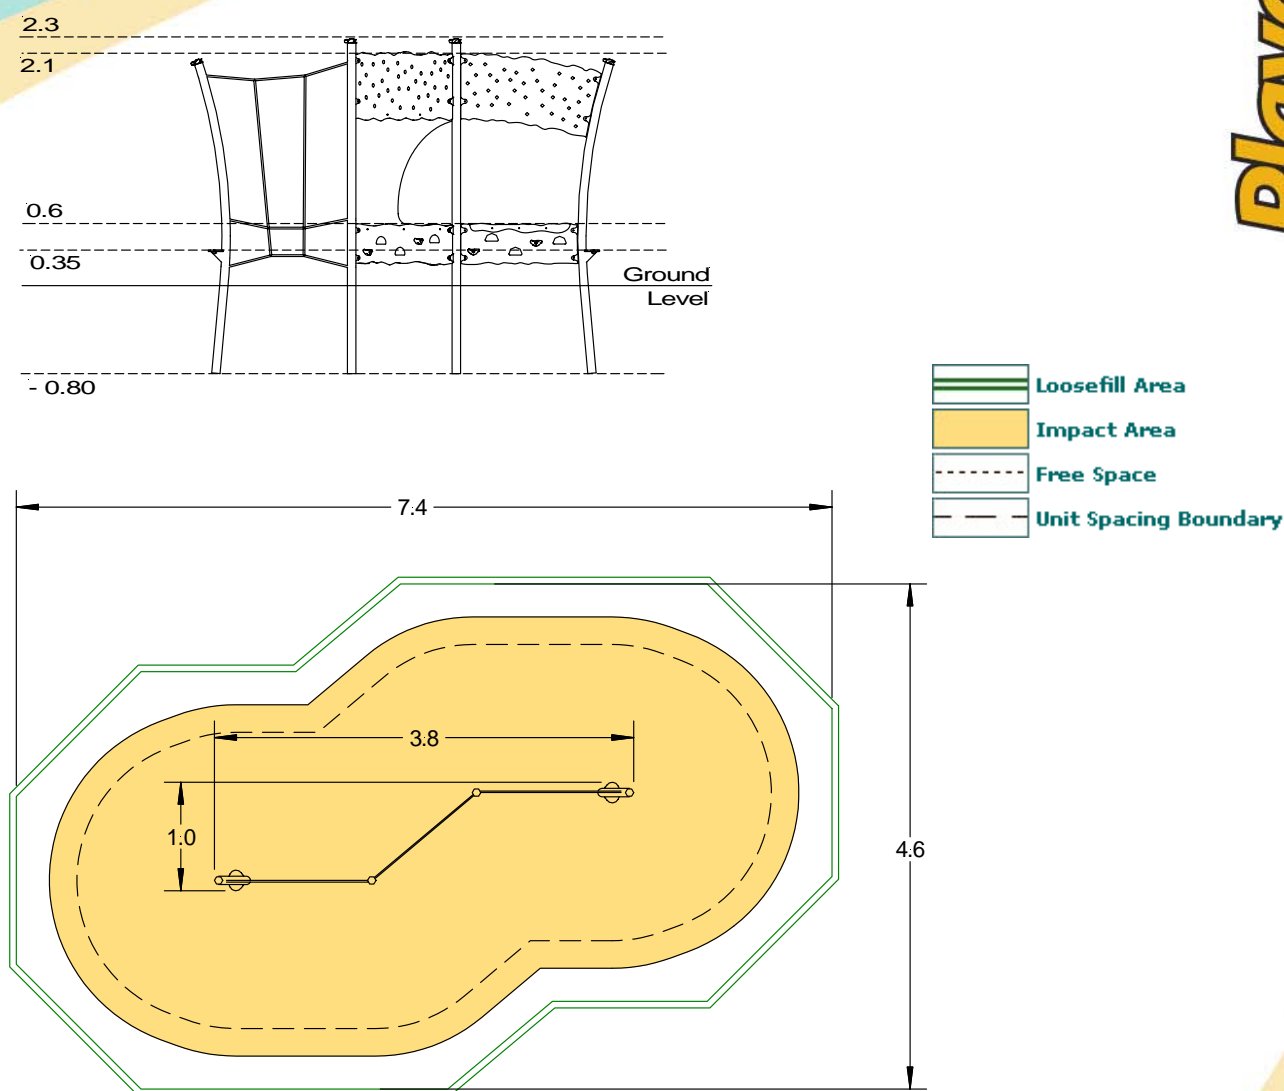 2.3
2.1
0.6
0.35
Ground
Level
- 0.80
Loosefill Area
Impact Area
Free Space
Unit Spacing Boundary
7.4
3.8
1.0
4.6